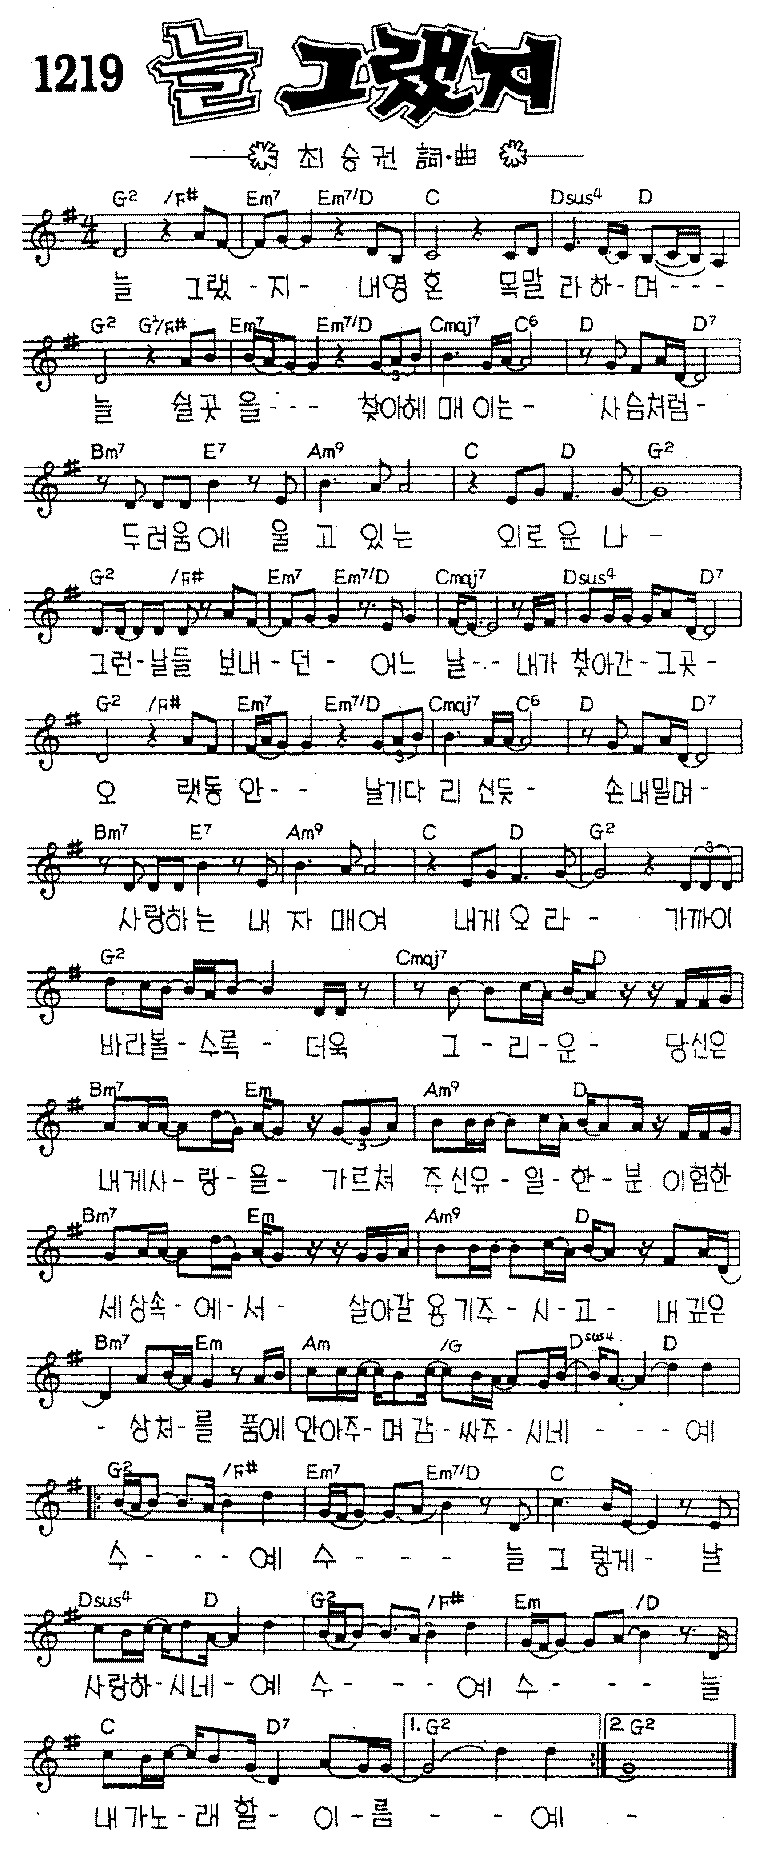 1219 늘 그랬지
최승권 詞·曲
G2 /F# Em7 Em7/D C Dsus4 D
늘 그랬 - 지 - 내영혼 목말 라하 - 며 - - -
G2 G/F# Em7 Em7/D Cmaj7 C6 D D7
늘 쉴곳 을 - - - 찾아헤 매 이는 - 사슴처럼 -
Bm7 E7 Am9 C D G2
두려움에 울 고 있는 외로운 나 -
G2 /F# Em7 Em7/D Cmaj7 Dsus4 D7
그런 - 날들 보내 - 던 - 어느 날 - - - 내가 찾아간 - 그곳 -
G2 /F# Em7 Em7/D Cmaj7 C6 D D7
오 랫동 안 - - 날기다 리 신듯 - 손내밀며 -
Bm7 E7 Am9 C D G2
사랑하는 내 자 매여 내게 오 라 - 가까이
G2 Cmaj7 D
바라볼 - 수록 - 더욱 그 - 리 - 운 - 당신은
Bm7 Em Am9 D
내게사 - 랑 - 을 - 가르쳐 주신유 - 일 - 한 - 분 이험한
Bm7 Em Am9 D
세상속 - 에 - 서 - 살아갈 용기주 - 시 - 고 - 내 깊은
Bm7 Em Am /G Dsus4 D
- 상처 - 를 품에 안아주 - 며 감 - 싸주 - 시네 - - - 예
G2 /F# Em7 Em7/D C
수 - - - 예 수 - - - 늘 그 렇게 - 날
Dsus4 D G2 /F# Em /D
사랑하 - 시네 - 예 수 - - - 예 수 - - - 늘
C D7 1. G2 2. G2
내가노 - 래 할 - 이 - 름 - - 예 -